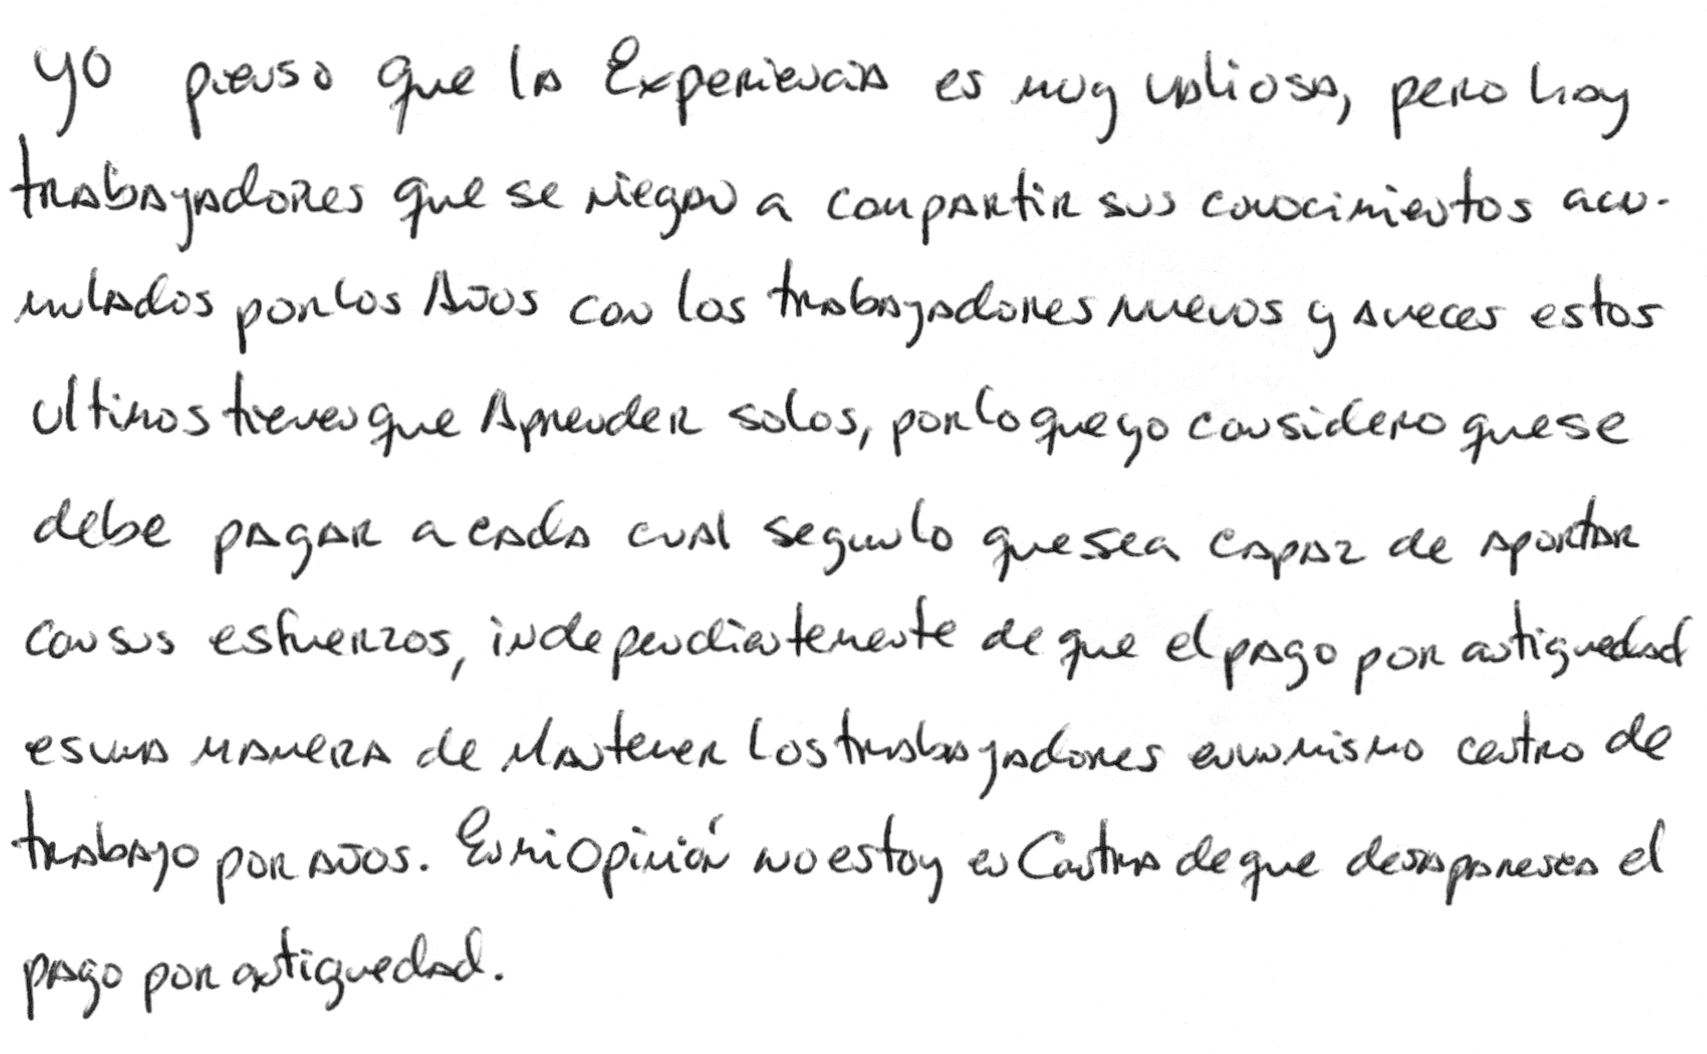 yo pienso que la Experiencia es muy valiosa, pero hay
trabajadores que se niegan a compartir sus conocimientos acu-
mulados por los Años con los trabajadores nuevos y aveces estos
ultimos tienen que Aprender solos, por lo que yo considero que se
debe pagar a cada cual segun lo que sea capaz de aportar
con sus esfuerzos, independientemente de que el pago por antiguedad
es una manera de Mantener los trabajadores en un mismo centro de
trabajo por años. En mi Opinión no estoy en Contra de que desaparesca el
pago por antiguedad.